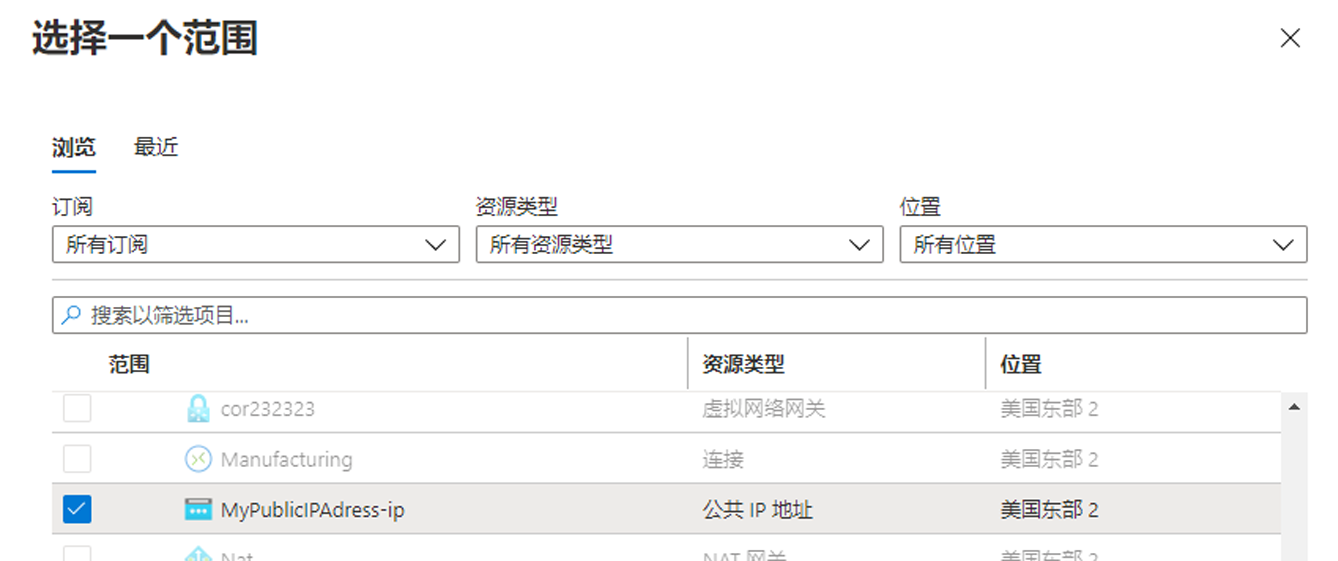 选择一个范围
浏览 最近
订阅 资源类型 位置
所有订阅 所有资源类型 所有位置
搜索以筛选项目...
范围 资源类型 位置
cor232323 虚拟网络网关 美国东部 2
Manufacturing 连接 美国东部 2
MyPublicIPAdress-ip 公共 IP 地址 美国东部 2
Nat NAT 网关 美国东部 2